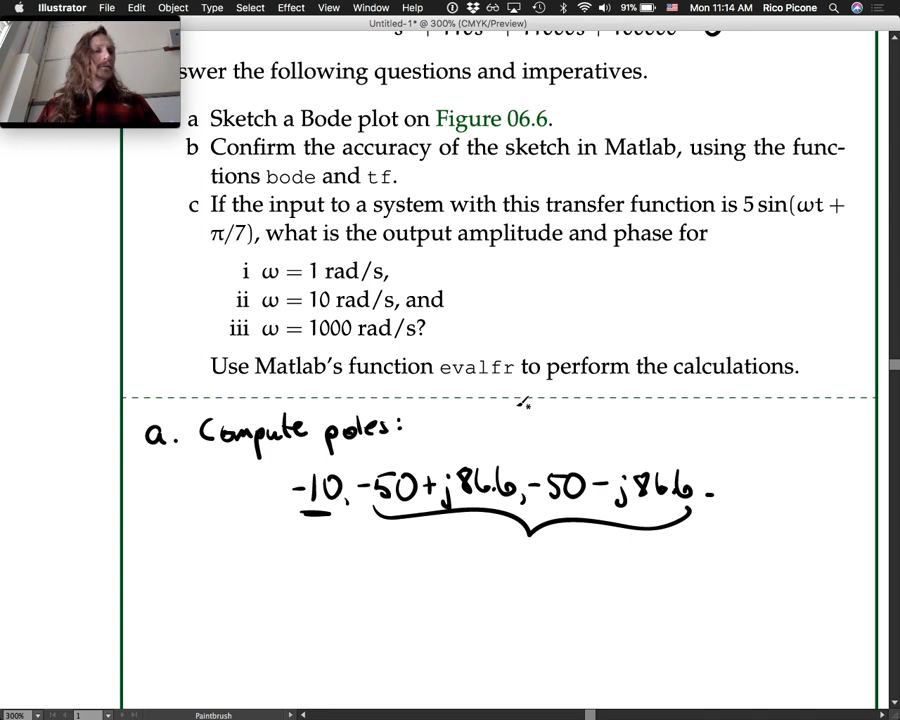 Illustrator File Edit Object Type Select Effect View Window Help 91% Mon 11:14 AM Rico Picone
Untitled-1* @ 300% (CMYK/Preview)
swer the following questions and imperatives.
a Sketch a Bode plot on Figure 06.6.
b Confirm the accuracy of the sketch in Matlab, using the func-
tions bode and tf.
c If the input to a system with this transfer function is 5 sin(ωt +
π/7), what is the output amplitude and phase for
i ω = 1 rad/s,
ii ω = 10 rad/s, and
iii ω = 1000 rad/s?
Use Matlab's function evalfr to perform the calculations.
a. Compute poles:
-10, -50+j86.6, -50-j86.6.
300% 1 Paintbrush